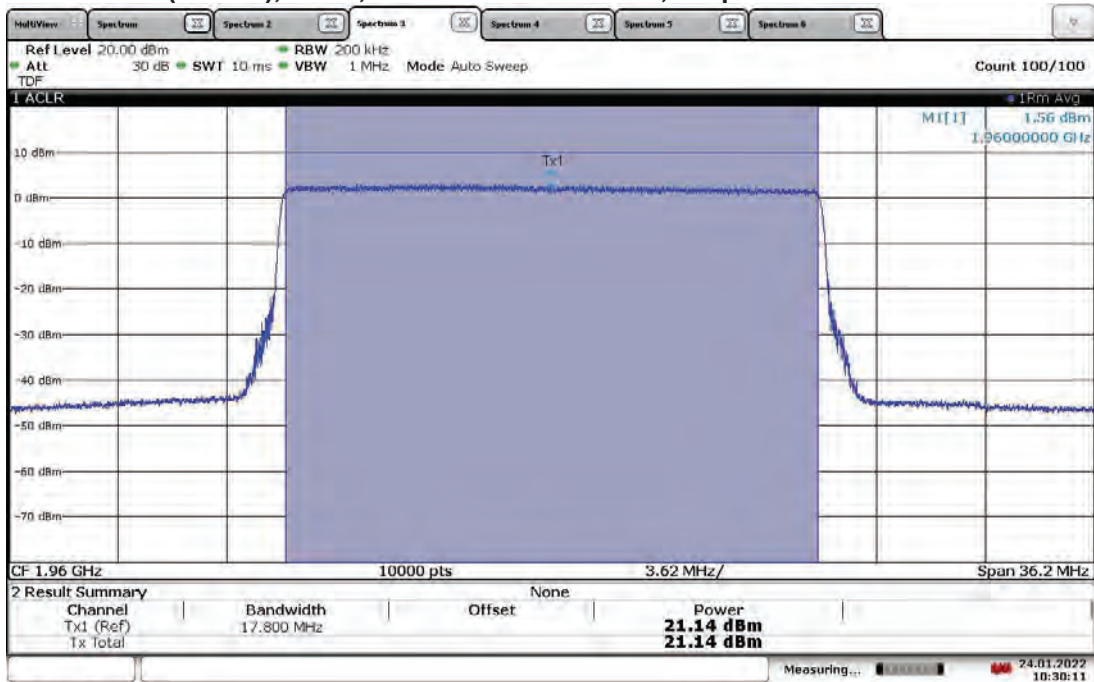 MultiView Spectrum Spectrum 2 Spectrum 3 Spectrum 4 Spectrum 5 Spectrum 6
Ref Level 20.00 dBm RBW 200 kHz
Att 30 dB SWT 10 ms VBW 1 MHz Mode Auto Sweep Count 100/100
TDF
1 ACLR 1Rm Avg
M1[1] 1.56 dBm
1.96000000 GHz
10 dBm
Tx1
0 dBm
-10 dBm
-20 dBm
-30 dBm
-40 dBm
-50 dBm
-60 dBm
-70 dBm
CF 1.96 GHz 10000 pts 3.62 MHz/ Span 36.2 MHz
2 Result Summary None
Channel Bandwidth Offset Power
Tx1 (Ref) 17.800 MHz 21.14 dBm
Tx Total 21.14 dBm
Measuring... 24.01.2022
10:30:11